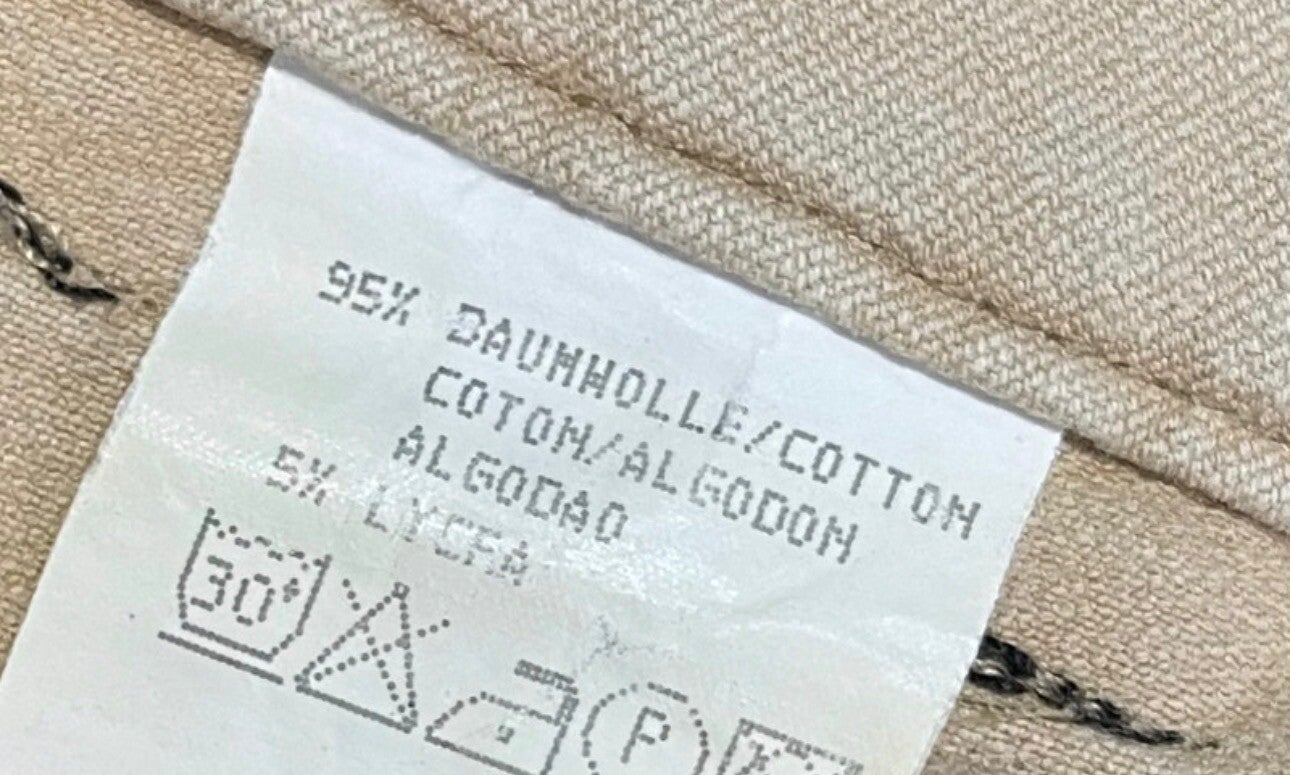 95% BAUMWOLLE/COTTON
COTON/ALGODON
ALGODAO
5% LYCRA
30°
P